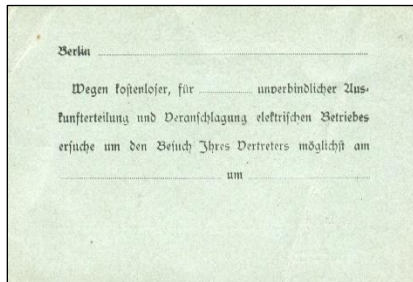 Berlin
Wegen kostenloser, für unverbindlicher Aus-
kunfterteilung und Veranschlagung elektrischen Betriebes
ersuche um den Besuch Ihres Vertreters möglichst am
um